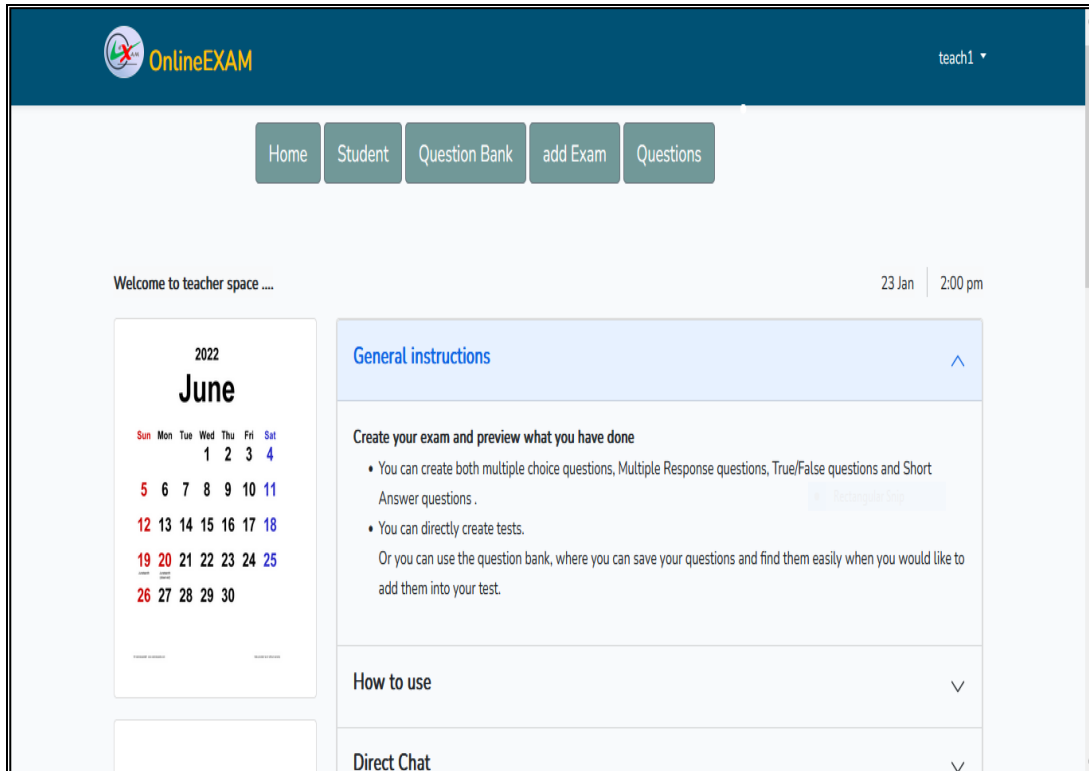 OnlineEXAM
teach1
Home Student Question Bank add Exam Questions
Welcome to teacher space ....
23 Jan 2:00 pm
2022
June
Sun Mon Tue Wed Thu Fri Sat
1 2 3 4
5 6 7 8 9 10 11
12 13 14 15 16 17 18
19 20 21 22 23 24 25
26 27 28 29 30
General instructions
Create your exam and preview what you have done
• You can create both multiple choice questions, Multiple Response questions, True/False questions and Short
Answer questions .
Rectangular Snip
• You can directly create tests.
Or you can use the question bank, where you can save your questions and find them easily when you would like to
add them into your test.
How to use
Direct Chat